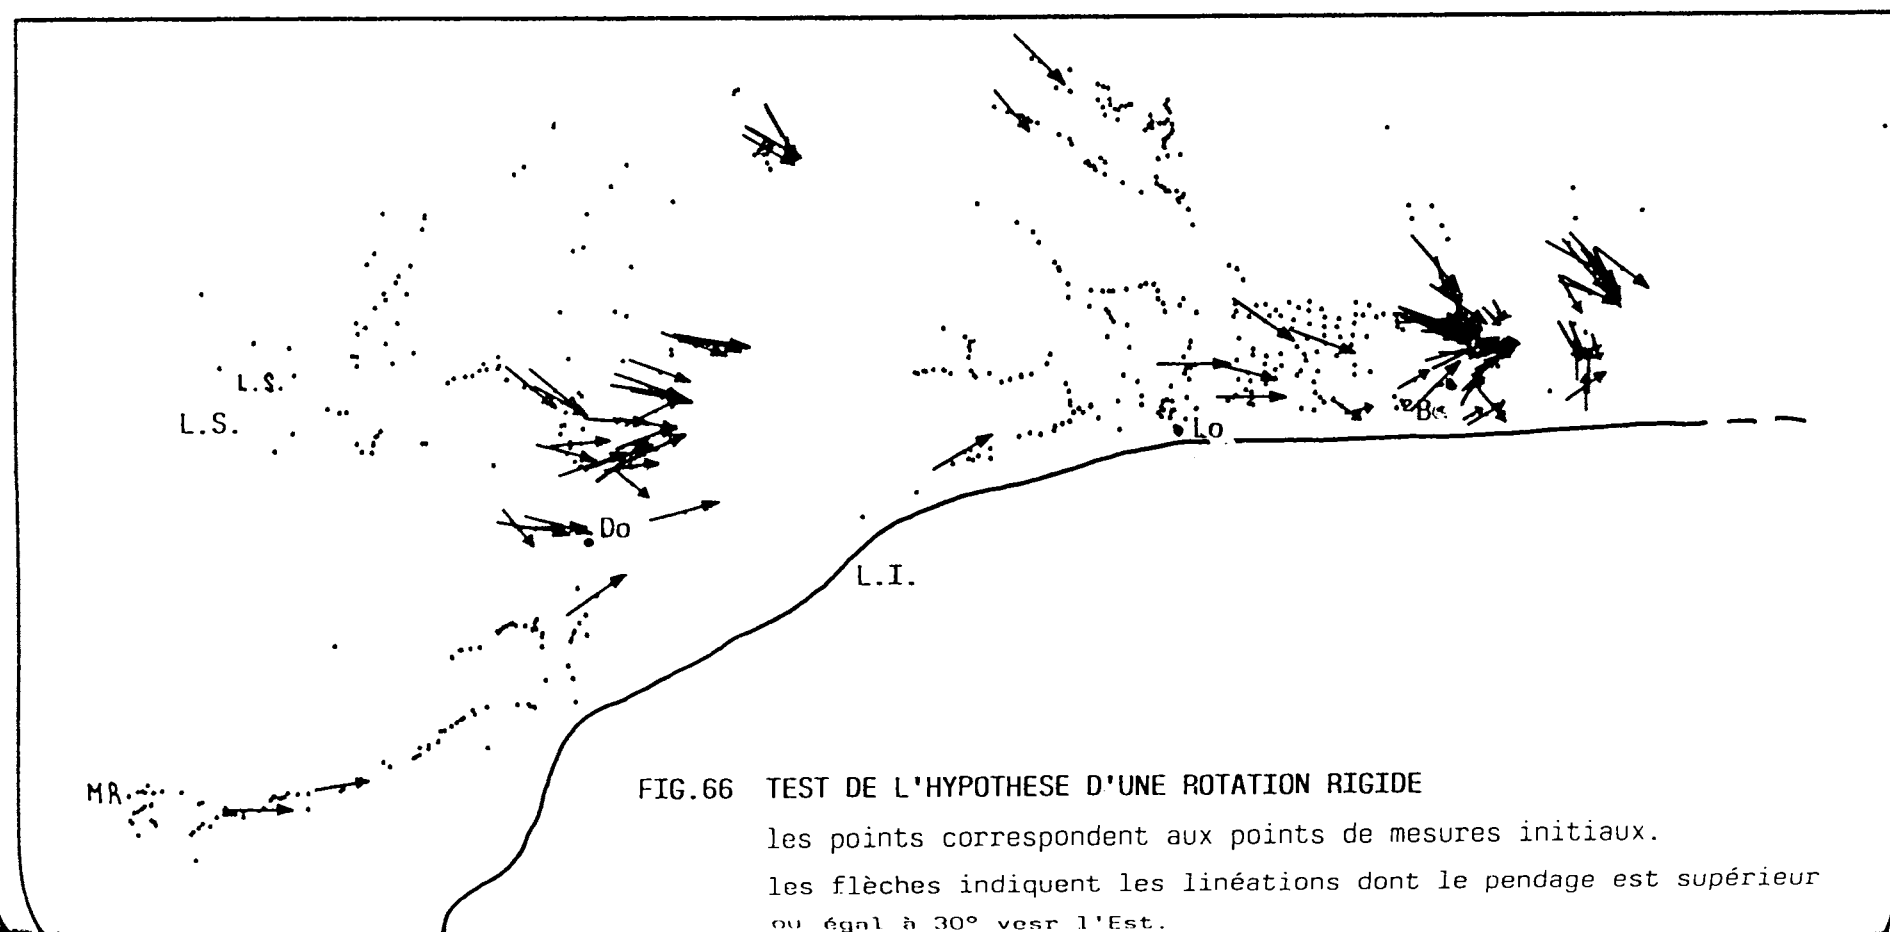 L.S.
L.S.
Lo
Be
Do
L.I.
MR
FIG.66 TEST DE L'HYPOTHESE D'UNE ROTATION RIGIDE
les points correspondent aux points de mesures initiaux.
les flèches indiquent les linéations dont le pendage est supérieur
ou égal à 30° vesr l'Est.